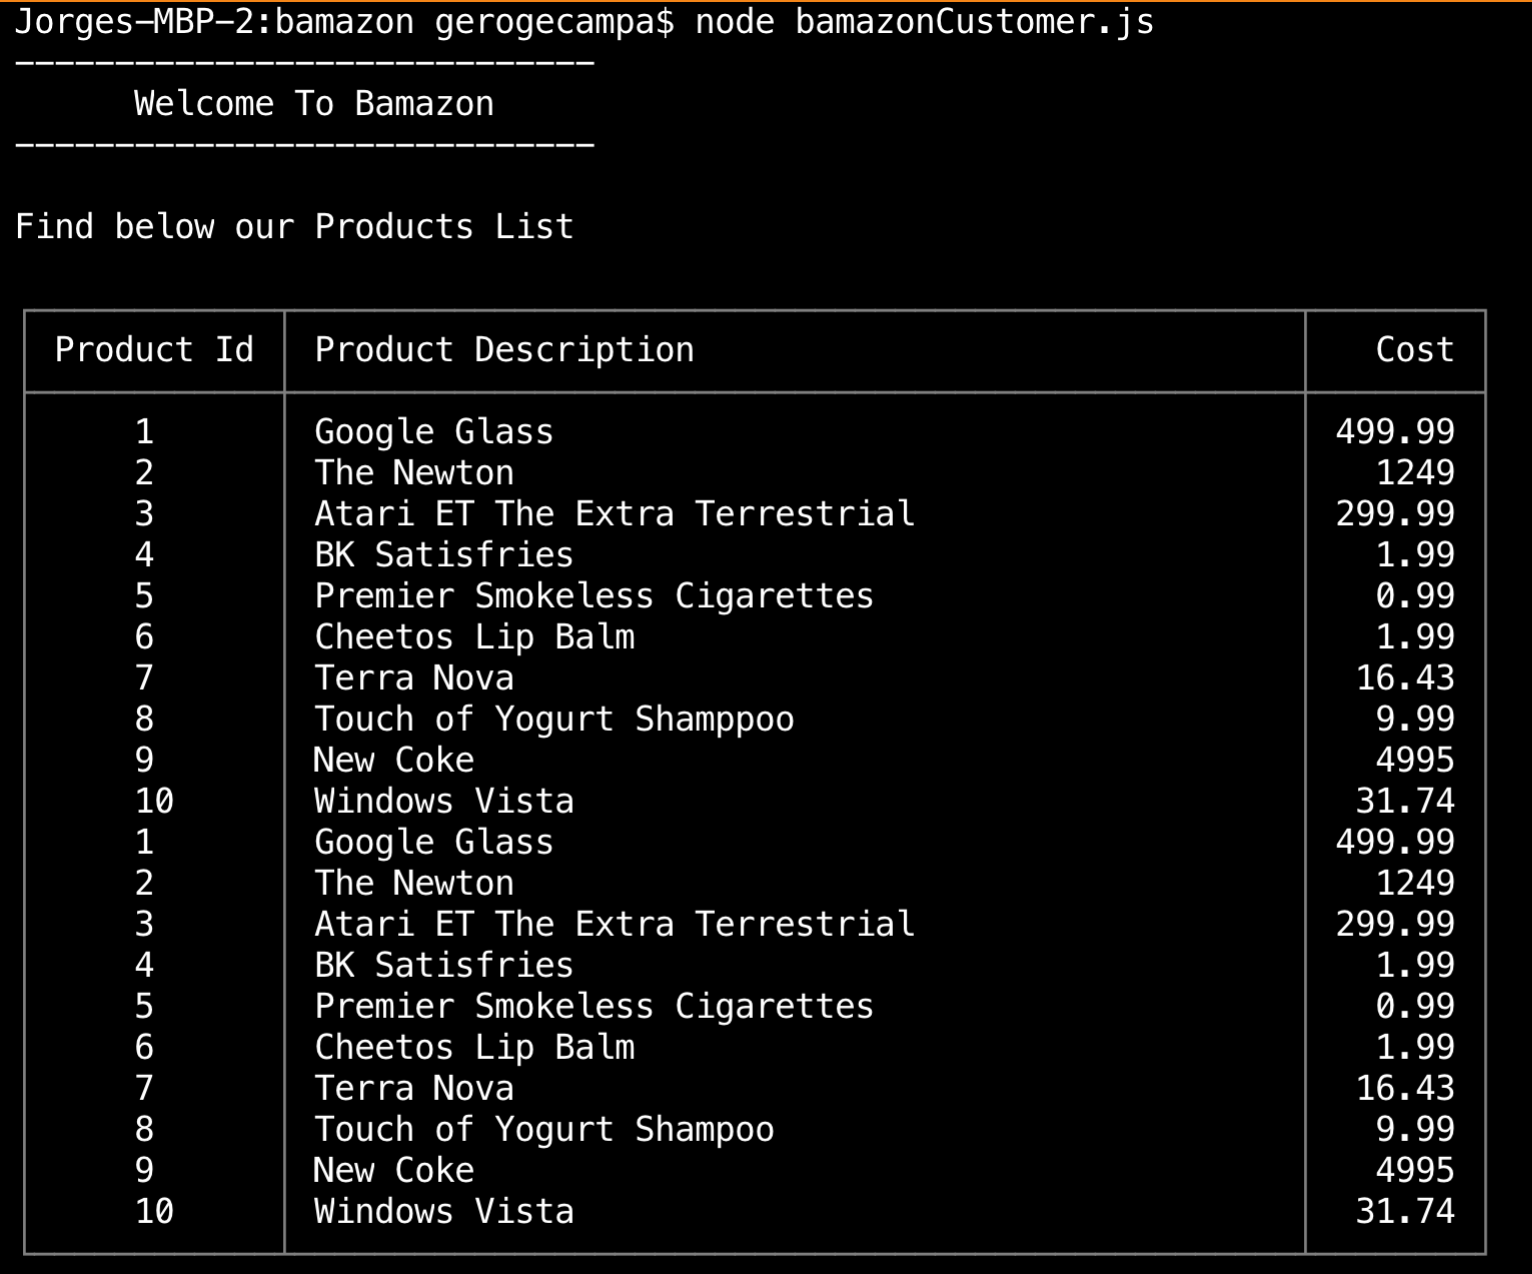 Jorges-MBP-2:bamazon gerogecampa$ node bamazonCustomer.js
-----------------------------
Welcome To Bamazon
-----------------------------
Find below our Products List
Product Id Product Description Cost
1 Google Glass 499.99
2 The Newton 1249
3 Atari ET The Extra Terrestrial 299.99
4 BK Satisfries 1.99
5 Premier Smokeless Cigarettes 0.99
6 Cheetos Lip Balm 1.99
7 Terra Nova 16.43
8 Touch of Yogurt Shamppoo 9.99
9 New Coke 4995
10 Windows Vista 31.74
1 Google Glass 499.99
2 The Newton 1249
3 Atari ET The Extra Terrestrial 299.99
4 BK Satisfries 1.99
5 Premier Smokeless Cigarettes 0.99
6 Cheetos Lip Balm 1.99
7 Terra Nova 16.43
8 Touch of Yogurt Shampoo 9.99
9 New Coke 4995
10 Windows Vista 31.74